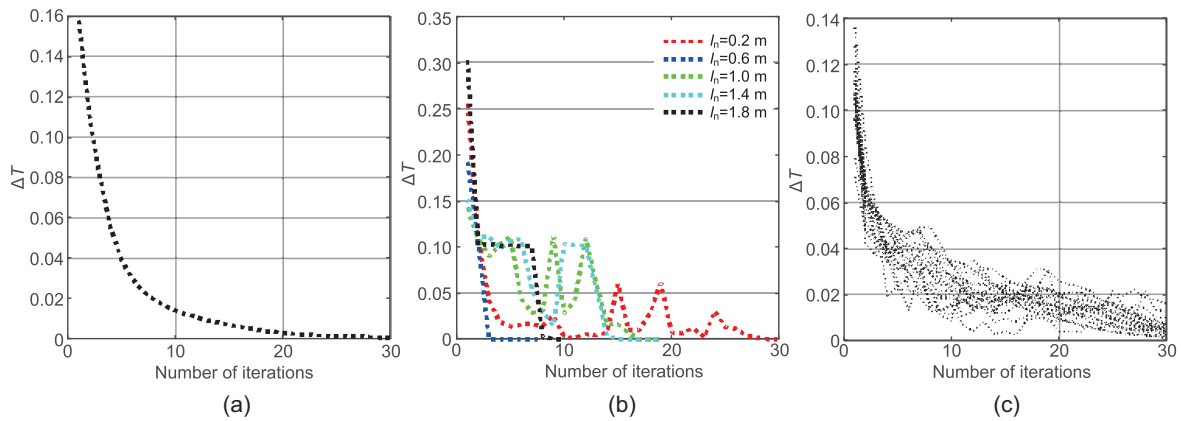 0.16
0.14
0.12
0.10
0.08
0.06
0.04
0.02
0
ΔT
0
10
20
30
Number of iterations
(a)
0.35
0.30
0.25
0.20
0.15
0.10
0.05
0
ΔT
lₙ=0.2 m
lₙ=0.6 m
lₙ=1.0 m
lₙ=1.4 m
lₙ=1.8 m
0
10
20
30
Number of iterations
(b)
0.14
0.12
0.10
0.08
0.06
0.04
0.02
0
ΔT
0
10
20
30
Number of iterations
(c)